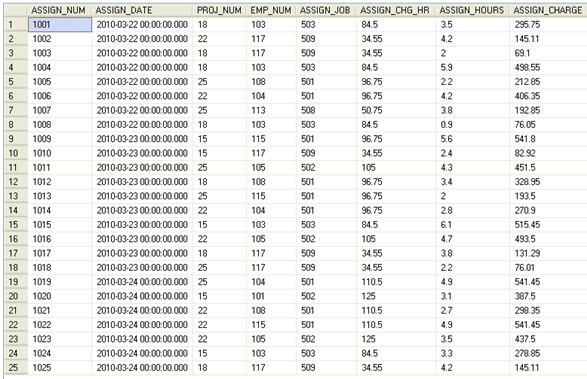 ASSIGN_NUM ASSIGN_DATE PROJ_NUM EMP_NUM ASSIGN_JOB ASSIGN_CHG_HR ASSIGN_HOURS ASSIGN_CHARGE
1 1001 2010-03-22 00:00:00.000 18 103 503 84.5 3.5 295.75
2 1002 2010-03-22 00:00:00.000 22 117 509 34.55 4.2 145.11
3 1003 2010-03-22 00:00:00.000 18 117 509 34.55 2 69.1
4 1004 2010-03-22 00:00:00.000 18 103 503 84.5 5.9 498.55
5 1005 2010-03-22 00:00:00.000 25 108 501 96.75 2.2 212.85
6 1006 2010-03-22 00:00:00.000 22 104 501 96.75 4.2 406.35
7 1007 2010-03-22 00:00:00.000 25 113 508 50.75 3.8 192.85
8 1008 2010-03-22 00:00:00.000 18 103 503 84.5 0.9 76.05
9 1009 2010-03-23 00:00:00.000 15 115 501 96.75 5.6 541.8
10 1010 2010-03-23 00:00:00.000 15 117 509 34.55 2.4 82.92
11 1011 2010-03-23 00:00:00.000 25 105 502 105 4.3 451.5
12 1012 2010-03-23 00:00:00.000 18 108 501 96.75 3.4 328.95
13 1013 2010-03-23 00:00:00.000 25 115 501 96.75 2 193.5
14 1014 2010-03-23 00:00:00.000 22 104 501 96.75 2.8 270.9
15 1015 2010-03-23 00:00:00.000 15 103 503 84.5 6.1 515.45
16 1016 2010-03-23 00:00:00.000 22 105 502 105 4.7 493.5
17 1017 2010-03-23 00:00:00.000 18 117 509 34.55 3.8 131.29
18 1018 2010-03-23 00:00:00.000 25 117 509 34.55 2.2 76.01
19 1019 2010-03-24 00:00:00.000 25 104 501 110.5 4.9 541.45
20 1020 2010-03-24 00:00:00.000 15 101 502 125 3.1 387.5
21 1021 2010-03-24 00:00:00.000 22 108 501 110.5 2.7 298.35
22 1022 2010-03-24 00:00:00.000 22 115 501 110.5 4.9 541.45
23 1023 2010-03-24 00:00:00.000 22 105 502 125 3.5 437.5
24 1024 2010-03-24 00:00:00.000 15 103 503 84.5 3.3 278.85
25 1025 2010-03-24 00:00:00.000 18 117 509 34.55 4.2 145.11